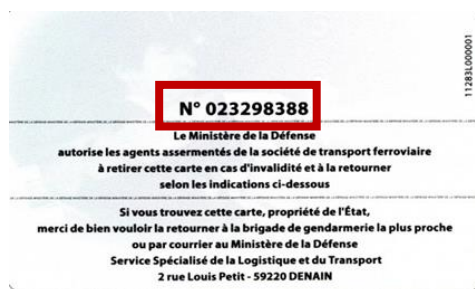 N° 023298388
11283L000001
Le Ministère de la Défense
autorise les agents assermentés de la société de transport ferroviaire
à retirer cette carte en cas d'invalidité et à la retourner
selon les indications ci-dessous
Si vous trouvez cette carte, propriété de l'État,
merci de bien vouloir la retourner à la brigade de gendarmerie la plus proche
ou par courrier au Ministère de la Défense
Service Spécialisé de la Logistique et du Transport
2 rue Louis Petit - 59220 DENAIN